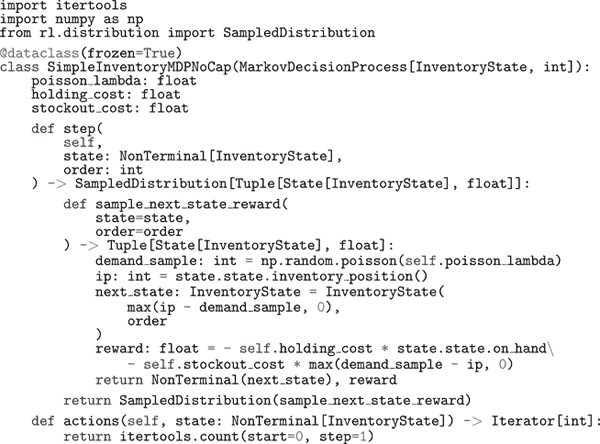 import itertools
import numpy as np
from rl.distribution import SampledDistribution
@dataclass(frozen=True)
class SimpleInventoryMDPNoCap(MarkovDecisionProcess[InventoryState, int]):
    poisson_lambda: float
    holding_cost: float
    stockout_cost: float
    def step(
        self,
        state: NonTerminal[InventoryState],
        order: int
    ) -> SampledDistribution[Tuple[State[InventoryState], float]]:
        def sample_next_state_reward(
            state=state,
            order=order
        ) -> Tuple[State[InventoryState], float]:
            demand_sample: int = np.random.poisson(self.poisson_lambda)
            ip: int = state.state.inventory_position()
            next_state: InventoryState = InventoryState(
                max(ip - demand_sample, 0),
                order
            )
            reward: float = - self.holding_cost * state.state.on_hand\
                - self.stockout_cost * max(demand_sample - ip, 0)
            return NonTerminal(next_state), reward
        return SampledDistribution(sample_next_state_reward)
    def actions(self, state: NonTerminal[InventoryState]) -> Iterator[int]:
        return itertools.count(start=0, step=1)